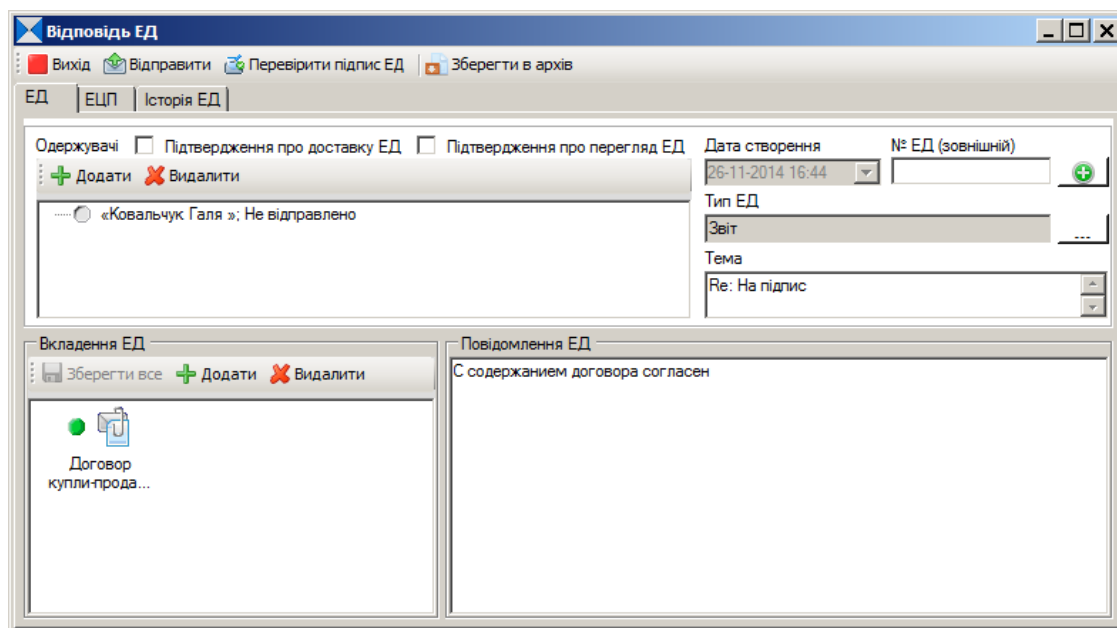 Відповідь ЕД
Вихід Відправити Перевірити підпис ЕД Зберегти в архів
ЕД ЕЦП Історія ЕД
Одержувачі Підтвердження про доставку ЕД Підтвердження про перегляд ЕД Дата створення № ЕД (зовнішній)
Додати Видалити 26-11-2014 16:44
«Ковальчук Галя »; Не відправлено
Тип ЕД
Звіт ...
Тема
Re: На підпис
Вкладення ЕД
Зберегти все Додати Видалити
Договор
купли-прода...
Повідомлення ЕД
С содержанием договора согласен